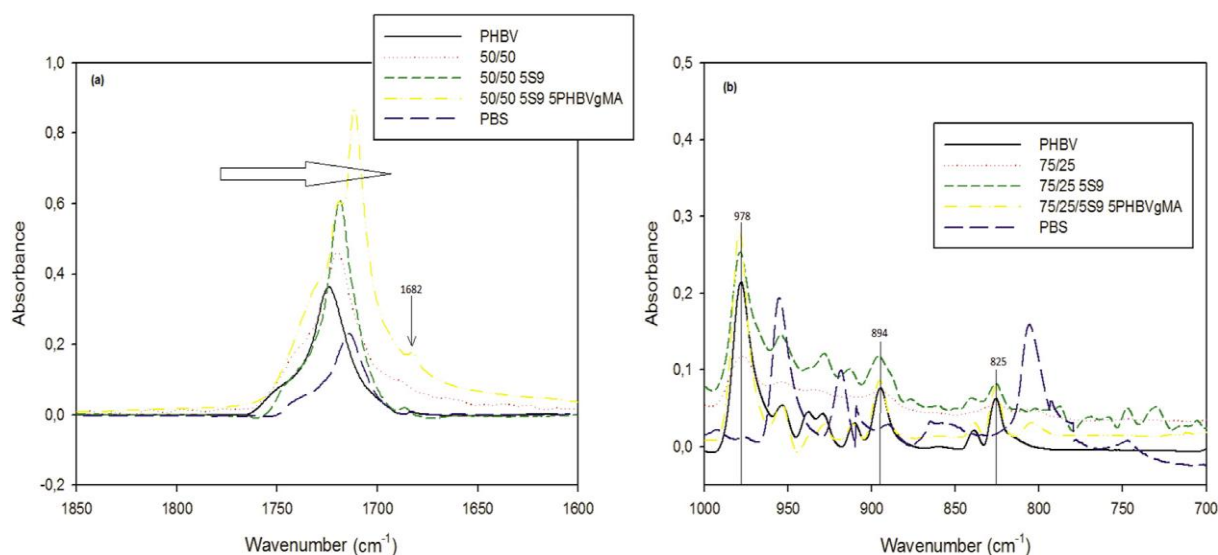 PHBV
50/50
50/50 5S9
50/50 5S9 5PHBVgMA
PBS
(a)
1682
1,0
0,8
0,6
0,4
0,2
0,0
-0,2
Absorbance
1850
1800
1750
1700
1650
1600
Wavenumber (cm-1)
(b)
PHBV
75/25
75/25 5S9
75/25/5S9 5PHBVgMA
PBS
978
894
825
0,5
0,4
0,3
0,2
0,1
0,0
Absorbance
1000
950
900
850
800
750
700
Wavenumber (cm-1)